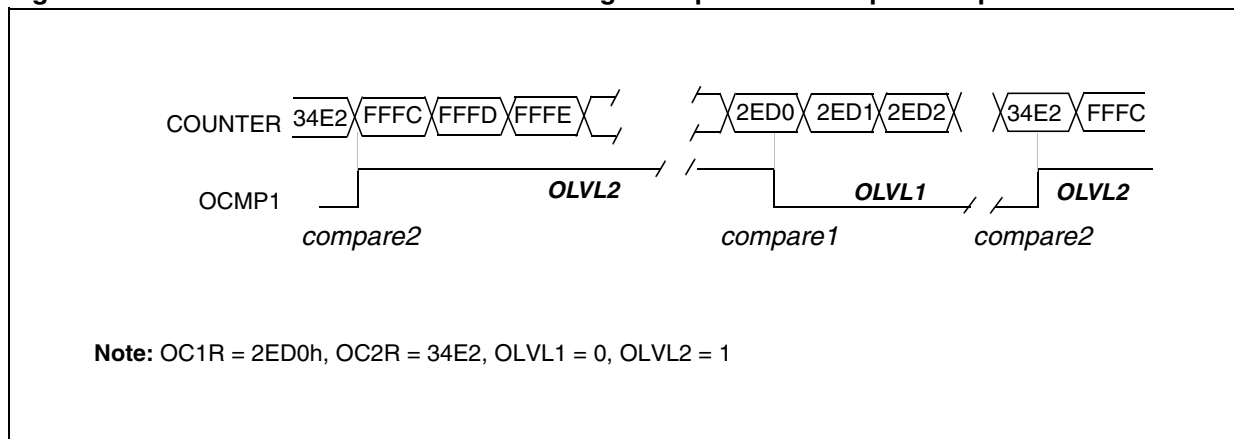 COUNTER 34E2 FFFC FFFD FFFE 2ED0 2ED1 2ED2 34E2 FFFC
OCMP1 OLVL2 OLVL1 OLVL2
compare2 compare1 compare2
Note: OC1R = 2ED0h, OC2R = 34E2, OLVL1 = 0, OLVL2 = 1